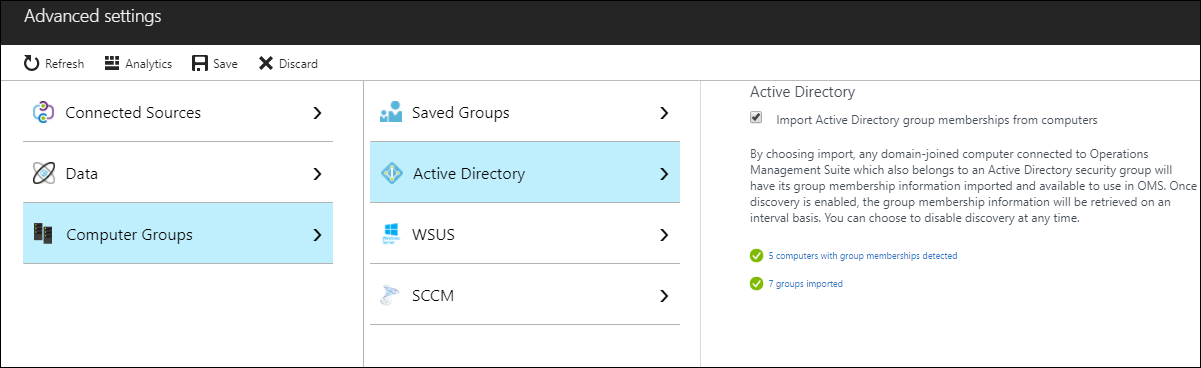 Advanced settings
Refresh Analytics Save Discard
Connected Sources
Data
Computer Groups
Saved Groups
Active Directory
WSUS
SCCM
Active Directory
Import Active Directory group memberships from computers
By choosing import, any domain-joined computer connected to Operations
Management Suite which also belongs to an Active Directory security group will
have its group membership information imported and available to use in OMS. Once
discovery is enabled, the group membership information will be retrieved on an
interval basis. You can choose to disable discovery at any time.
5 computers with group memberships detected
7 groups imported